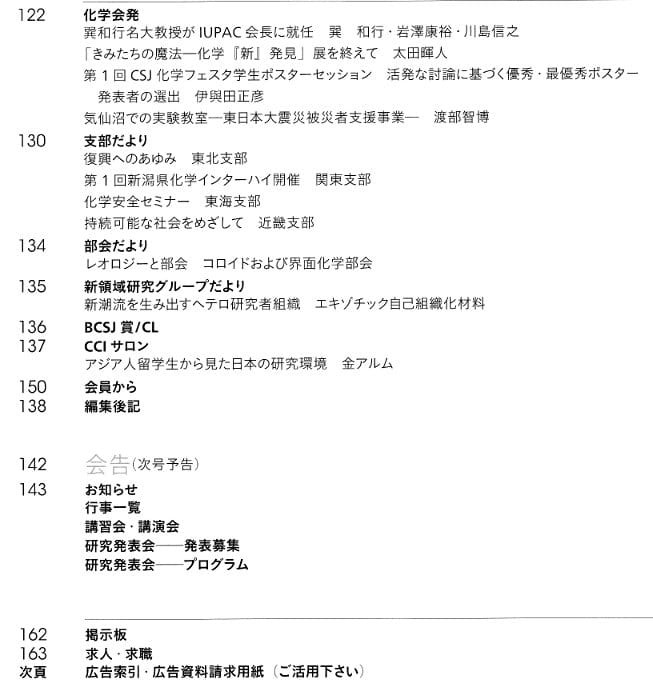 122 化学会発
巽和行名大教授が IUPAC 会長に就任 巽 和行・岩澤康裕・川島信之
「きみたちの魔法―化学『新』発見」展を終えて 太田暉人
第 1 回 CSJ 化学フェスタ学生ポスターセッション 活発な討論に基づく優秀・最優秀ポスター
発表者の選出 伊與田正彦
気仙沼での実験教室―東日本大震災被災者支援事業― 渡部智博
130 支部だより
復興へのあゆみ 東北支部
第 1 回新潟県化学インターハイ開催 関東支部
化学安全セミナー 東海支部
持続可能な社会をめざして 近畿支部
134 部会だより
レオロジーと部会 コロイドおよび界面化学部会
135 新領域研究グループだより
新潮流を生み出すヘテロ研究者組織 エキゾチック自己組織化材料
136 BCSJ 賞/CL
137 CCI サロン
アジア人留学生から見た日本の研究環境 金アルム
150 会員から
138 編集後記
142 会告(次号予告)
143 お知らせ
行事一覧
講習会・講演会
研究発表会――発表募集
研究発表会――プログラム
162 掲示板
163 求人・求職
次頁 広告索引・広告資料請求用紙(ご活用下さい)